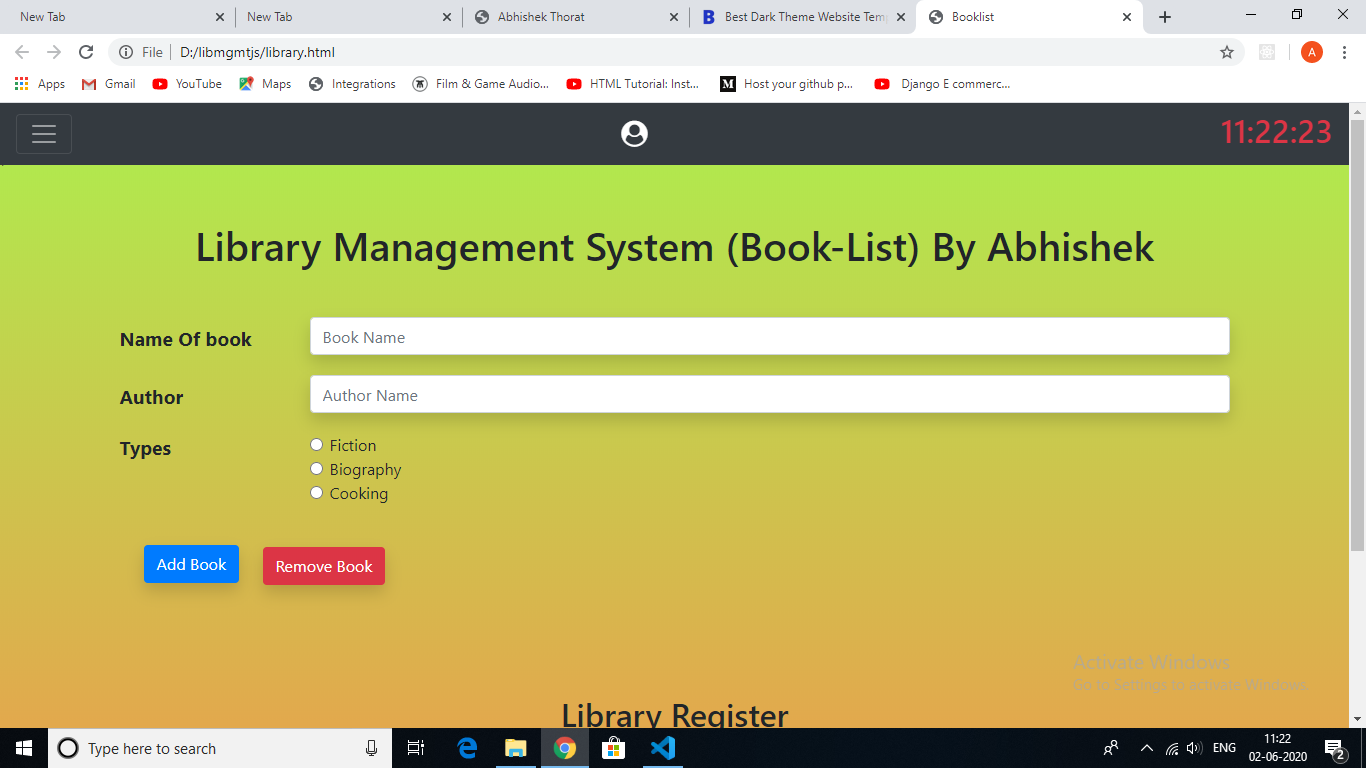 New Tab
New Tab
Abhishek Thorat
Best Dark Theme Website Tem
Booklist
File
D:/libmgmtjs/library.html
A
Apps
Gmail
YouTube
Maps
Integrations
Film & Game Audio...
HTML Tutorial: Inst...
M
Host your github p...
Django E commerc...
11:22:23
Library Management System (Book-List) By Abhishek
Name Of book
Book Name
Author
Author Name
Types
Fiction
Biography
Cooking
Add Book
Remove Book
Activate Windows
Go to Settings to activate Windows.
Library Register
Type here to search
ENG
11:22
02-06-2020
2